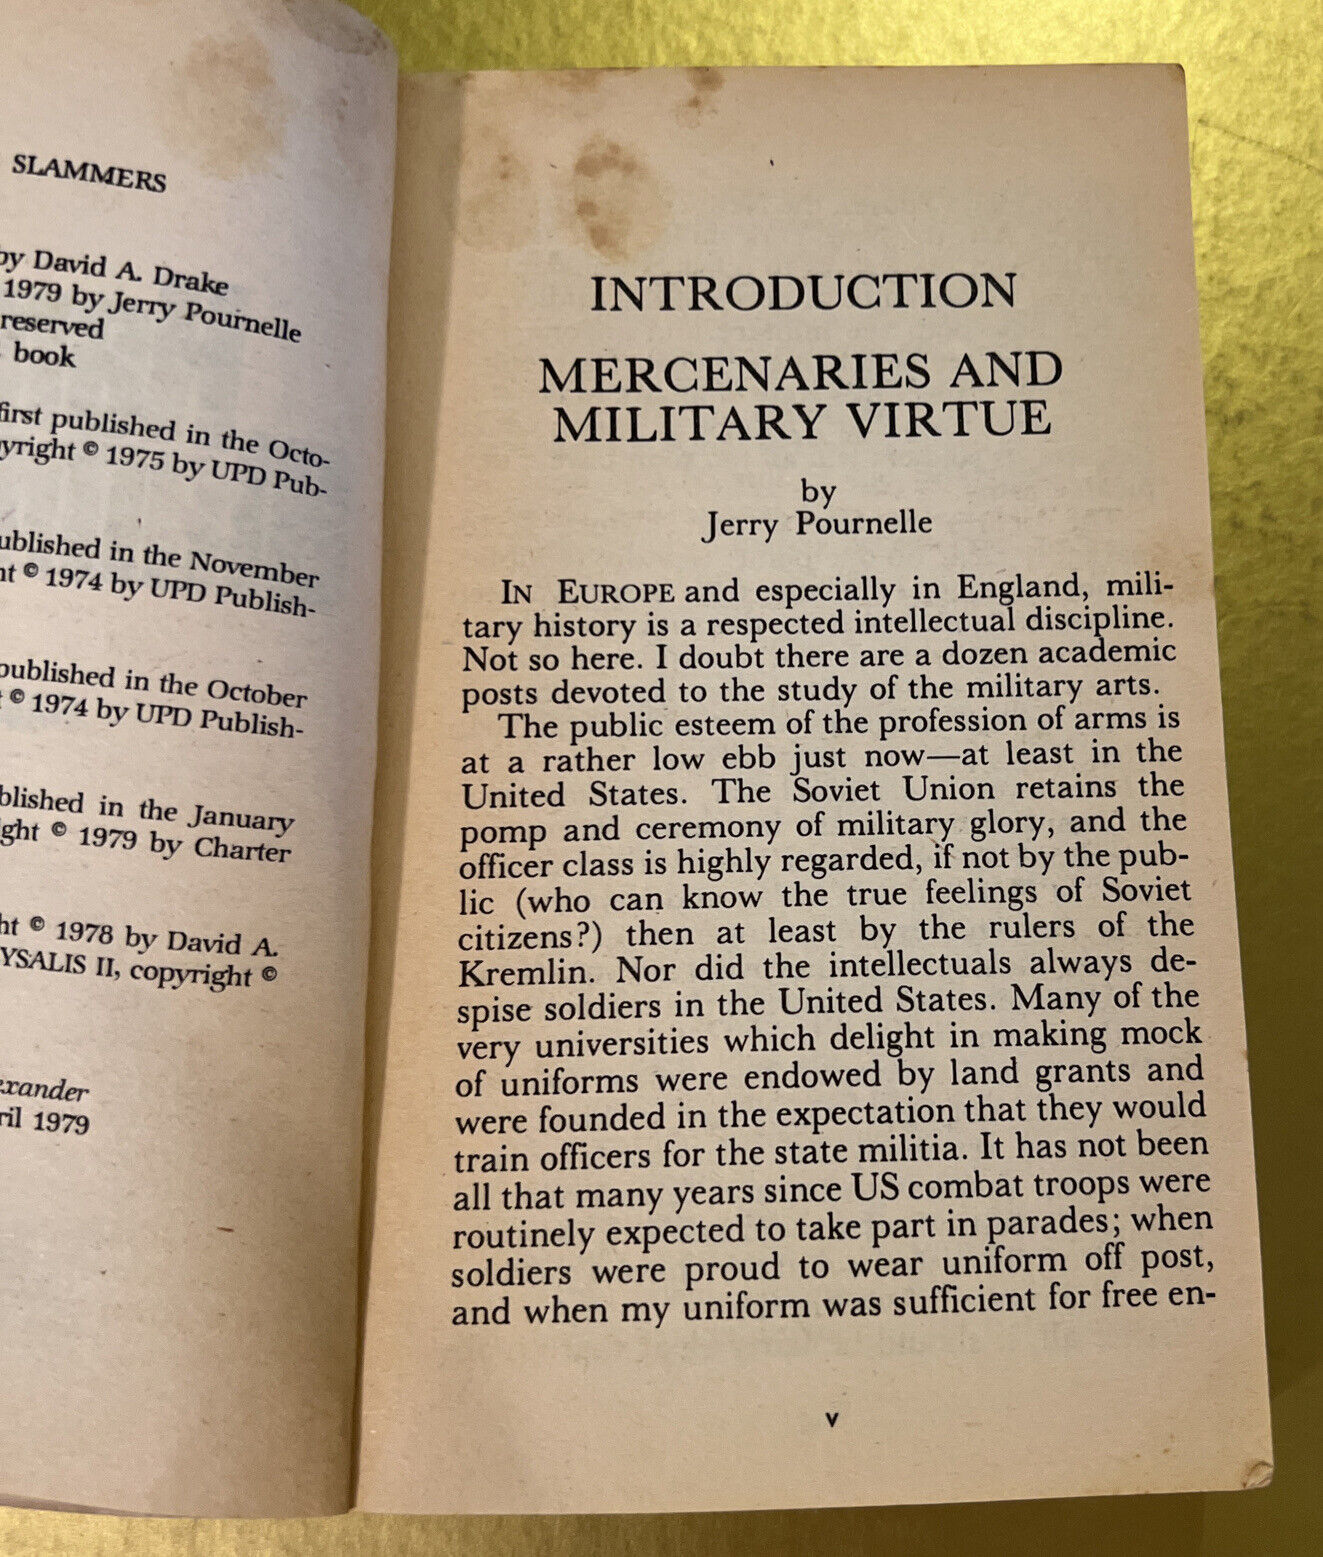 SLAMMERS
by David A. Drake
1979 by Jerry Pournelle
reserved
book
first published in the Octo-
© 1975 by UPD Pub-
in the November
© 1974 by UPD Publish-
published in the October
© 1974 by UPD Publish-
in the January
© 1979 by Charter
© 1978 by David A.
II, copyright ©
1979
INTRODUCTION
MERCENARIES AND
MILITARY VIRTUE
by
Jerry Pournelle
IN EUROPE and especially in England, mili-
tary history is a respected intellectual discipline.
Not so here. I doubt there are a dozen academic
posts devoted to the study of the military arts.
The public esteem of the profession of arms is
at a rather low ebb just now—at least in the
United States. The Soviet Union retains the
pomp and ceremony of military glory, and the
officer class is highly regarded, if not by the pub-
lic (who can know the true feelings of Soviet
citizens?) then at least by the rulers of the
Kremlin. Nor did the intellectuals always de-
spise soldiers in the United States. Many of the
very universities which delight in making mock
of uniforms were endowed by land grants and
were founded in the expectation that they would
train officers for the state militia. It has not been
all that many years since US combat troops were
routinely expected to take part in parades; when
soldiers were proud to wear uniform off post,
and when my uniform was sufficient for free en-
v